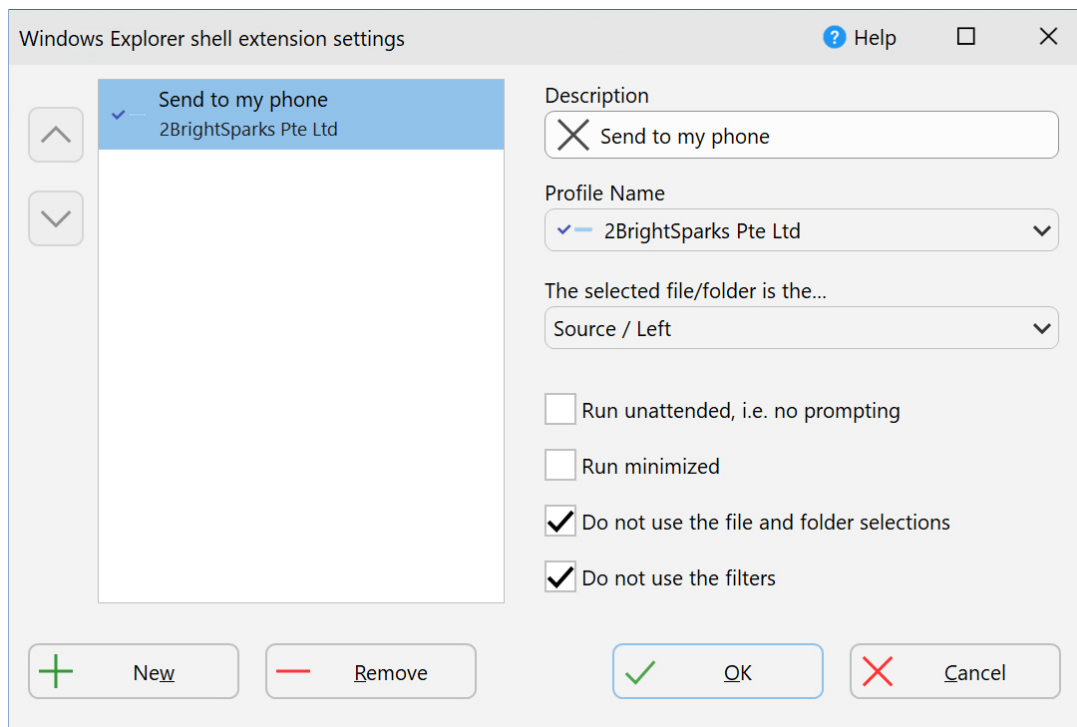 Windows Explorer shell extension settings
Help
Send to my phone
2BrightSparks Pte Ltd
Description
Send to my phone
Profile Name
2BrightSparks Pte Ltd
The selected file/folder is the...
Source / Left
Run unattended, i.e. no prompting
Run minimized
Do not use the file and folder selections
Do not use the filters
New
Remove
OK
Cancel